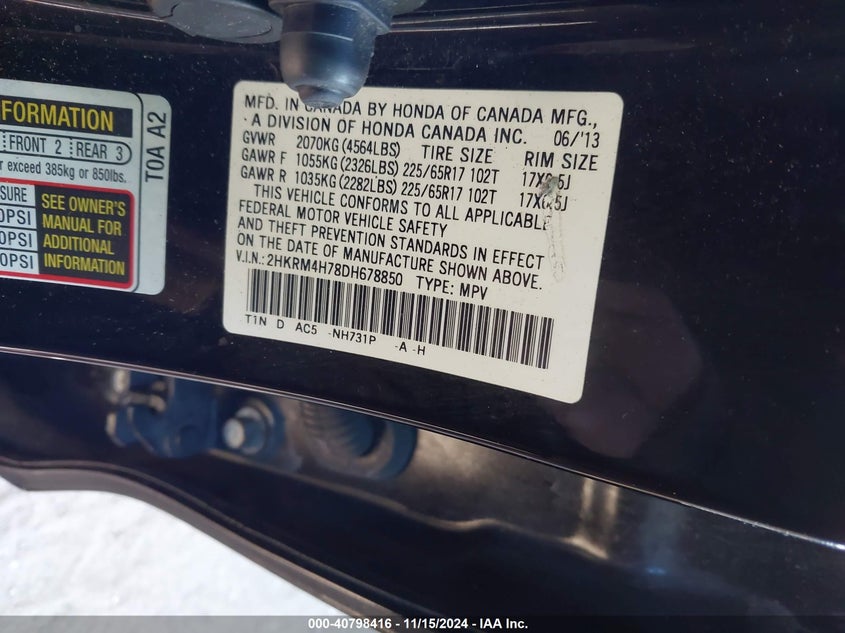 FORMATION
FRONT 2 REAR 3
r exceed 385kg or 850lbs.
SURE
0PSI
0PSI
0PSI
SEE OWNER'S
MANUAL FOR
ADDITIONAL
INFORMATION
T0A A2
MFD. IN CANADA BY HONDA OF CANADA MFG.,
A DIVISION OF HONDA CANADA INC. 06/'13
GVWR 2070KG (4564LBS) TIRE SIZE RIM SIZE
GAWR F 1055KG (2326LBS) 225/65R17 102T 17X6.5J
GAWR R 1035KG (2282LBS) 225/65R17 102T 17X6.5J
THIS VEHICLE CONFORMS TO ALL APPLICABLE
FEDERAL MOTOR VEHICLE SAFETY
AND THEFT PREVENTION STANDARDS IN EFFECT
ON THE DATE OF MANUFACTURE SHOWN ABOVE.
V.I.N.: 2HKRM4H78DH678850 TYPE: MPV
T1N D AC5 -NH731P -A -H
000-40798416 - 11/15/2024 - IAA Inc.